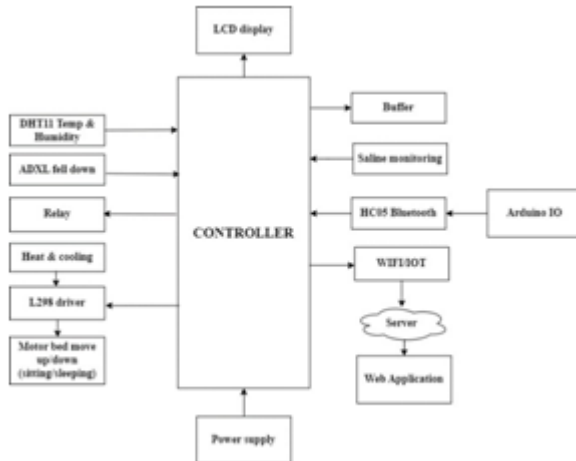 LCD display
DHT11 Temp &
Humidity
ADXL fell down
Relay
Heat & cooling
L298 driver
Motor bed move
up/down
(sitting/sleeping)
CONTROLLER
Buffer
Saline monitoring
HC05 Bluetooth
Arduino IO
WIFI/IOT
Server
Web Application
Power supply